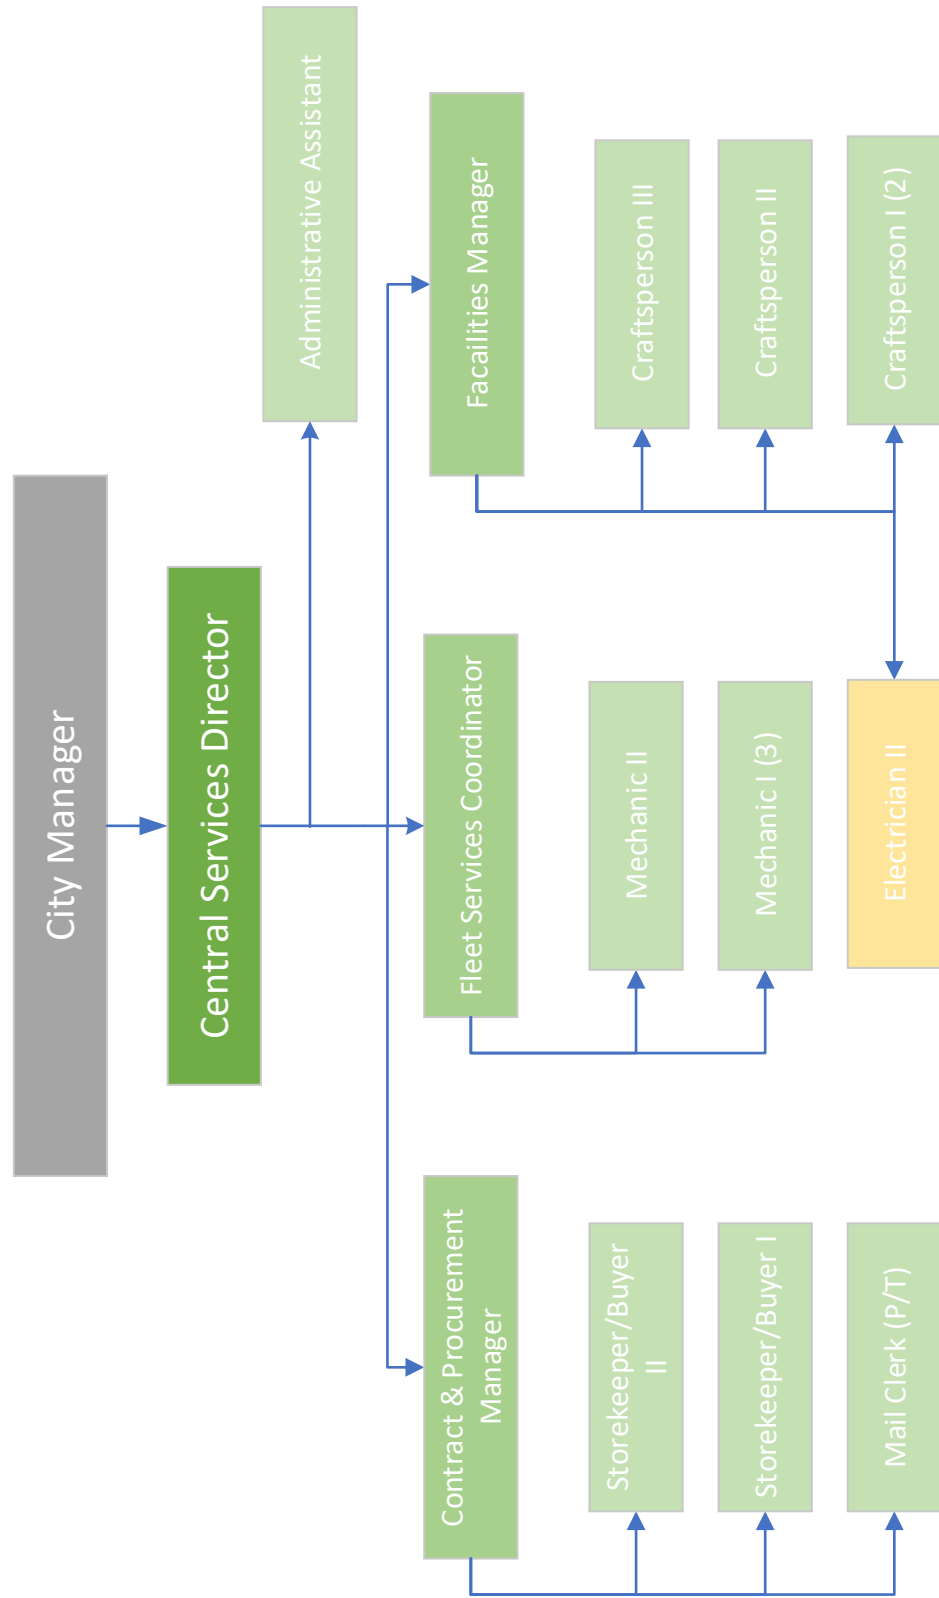 City Manager
Central Services Director
Administrative Assistant
Contract & Procurement
Manager
Fleet Services Coordinator
Facailities Manager
Storekeeper/Buyer
II
Mechanic II
Craftsperson III
Storekeeper/Buyer I
Mechanic I (3)
Craftsperson II
Mail Clerk (P/T)
Electrician II
Craftsperson I (2)